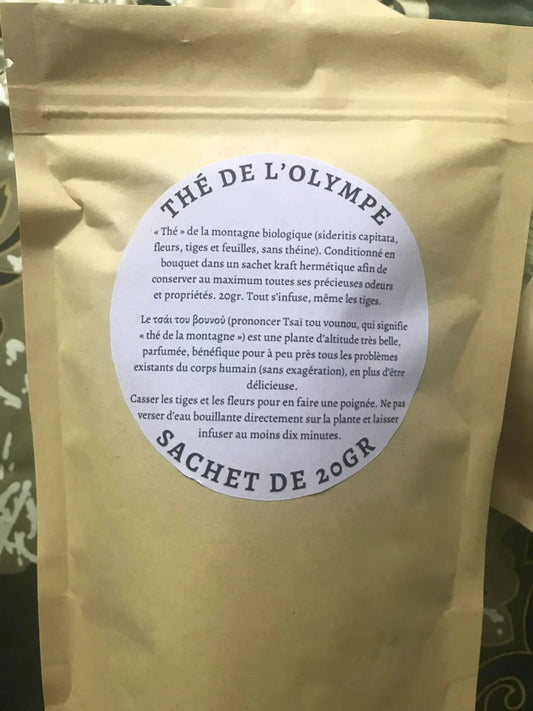 THÉ DE L'OLYMPE
« Thé » de la montagne biologique (sideritis capitata,
fleurs, tiges et feuilles, sans théine). Conditionné en
bouquet dans un sachet kraft hermétique afin de
conserver au maximum toutes ses précieuses odeurs
et propriétés. 20gr. Tout s'infuse, même les tiges.
Le τσάι του βουνού (prononcer Tsaï tou vounou, qui signifie
« thé de la montagne ») est une plante d'altitude très belle,
parfumée, bénéfique pour à peu près tous les problèmes
existants du corps humain (sans exagération), en plus d'être
délicieuse.
Casser les tiges et les fleurs pour en faire une poignée. Ne pas
verser d'eau bouillante directement sur la plante et laisser
infuser au moins dix minutes.
SACHET DE 20GR